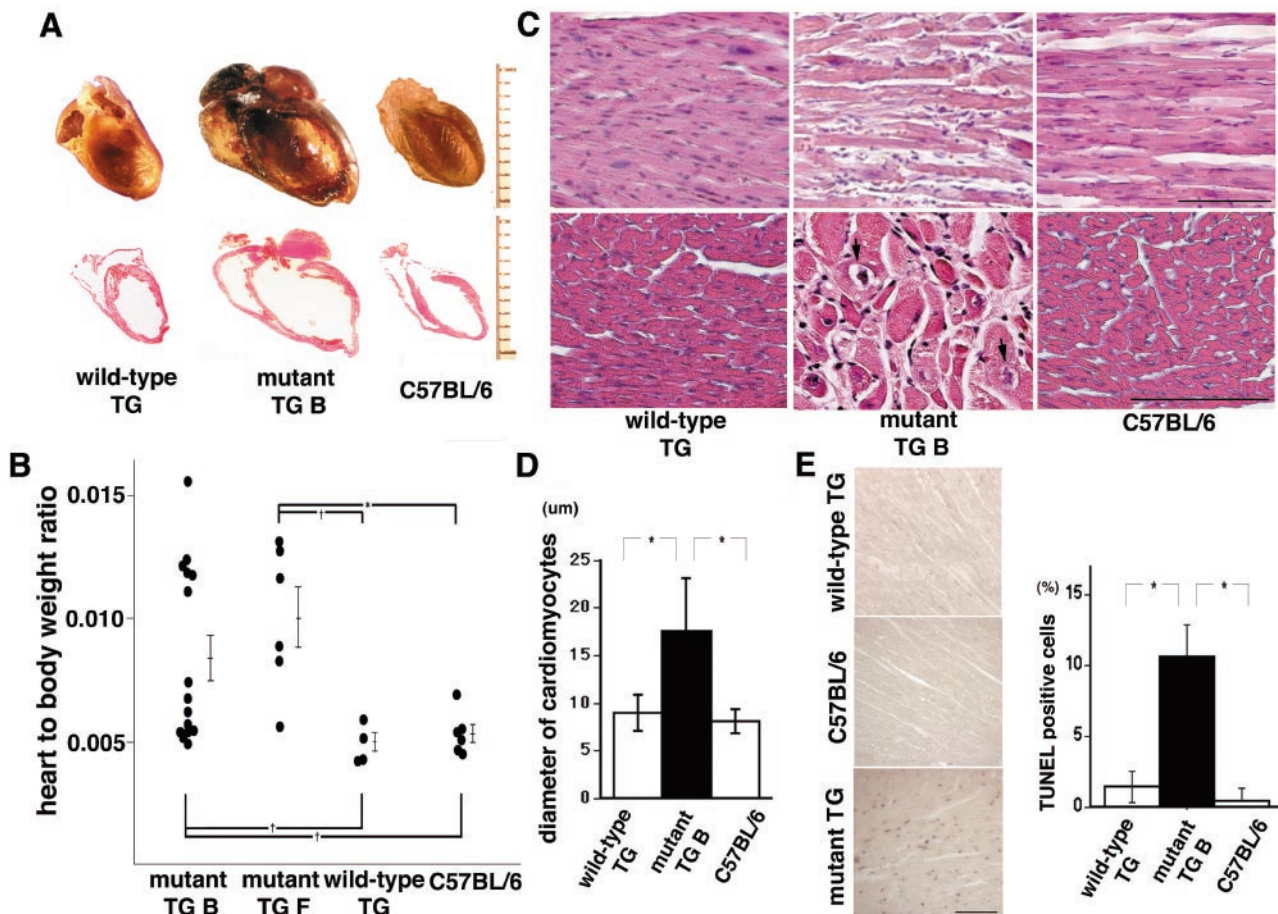 A
wild-type
TG
mutant
TG B
C57BL/6
C
wild-type
TG
mutant
TG B
C57BL/6
B
heart to body weight ratio
0.015
0.010
0.005
*
†
†
†
mutant
TG B
mutant
TG F
wild-type
TG
C57BL/6
D
(um)
diameter of cardiomyocytes
25
20
15
10
5
0
*
*
wild-type
TG
mutant
TG B
C57BL/6
E
wild-type TG
C57BL/6
mutant TG
(%)
TUNEL positive cells
15
10
5
0
*
*
wild-type
TG
mutant
TG B
C57BL/6